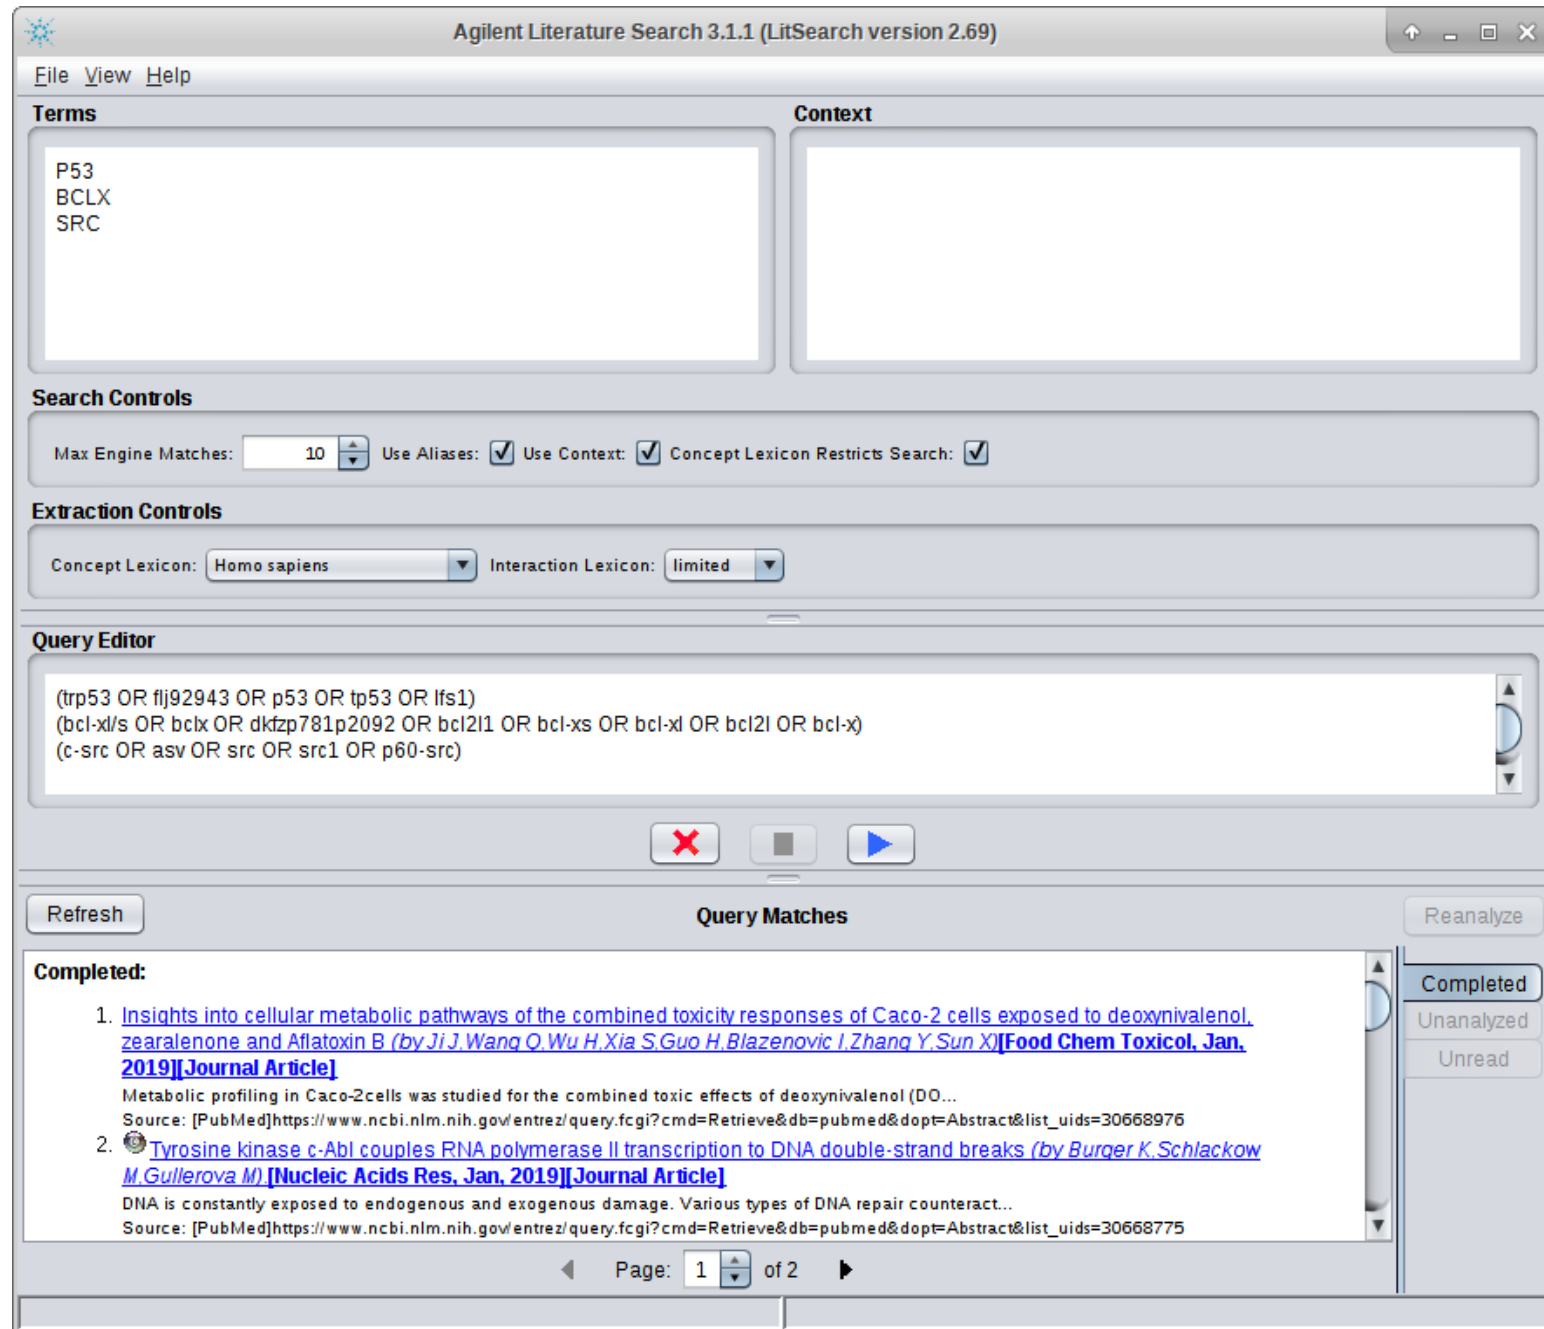 Agilent Literature Search 3.1.1 (LitSearch version 2.69)
File View Help
Terms
Context
P53
BCLX
SRC
Search Controls
Max Engine Matches: 10 Use Aliases: Use Context: Concept Lexicon Restricts Search:
Extraction Controls
Concept Lexicon: Homo sapiens Interaction Lexicon: limited
Query Editor
(trp53 OR flj92943 OR p53 OR tp53 OR lfs1)
(bcl-xl/s OR bclx OR dkfzp781p2092 OR bcl2l1 OR bcl-xs OR bcl-xl OR bcl2l OR bcl-x)
(c-src OR asv OR src OR src1 OR p60-src)
Refresh
Query Matches
Reanalyze
Completed:
Completed
Unanalyzed
Unread
1. Insights into cellular metabolic pathways of the combined toxicity responses of Caco-2 cells exposed to deoxynivalenol,
zearalenone and Aflatoxin B (by Ji J,Wang Q,Wu H,Xia S,Guo H,Blazenovic I,Zhang Y,Sun X)[Food Chem Toxicol, Jan,
2019][Journal Article]
Metabolic profiling in Caco-2cells was studied for the combined toxic effects of deoxynivalenol (DO...
Source: [PubMed]https://www.ncbi.nlm.nih.gov/entrez/query.fcgi?cmd=Retrieve&db=pubmed&dopt=Abstract&list_uids=30668976
2. Tyrosine kinase c-Abl couples RNA polymerase II transcription to DNA double-strand breaks (by Burger K,Schlackow
M,Gullerova M) [Nucleic Acids Res, Jan, 2019][Journal Article]
DNA is constantly exposed to endogenous and exogenous damage. Various types of DNA repair counteract...
Source: [PubMed]https://www.ncbi.nlm.nih.gov/entrez/query.fcgi?cmd=Retrieve&db=pubmed&dopt=Abstract&list_uids=30668775
Page: 1 of 2